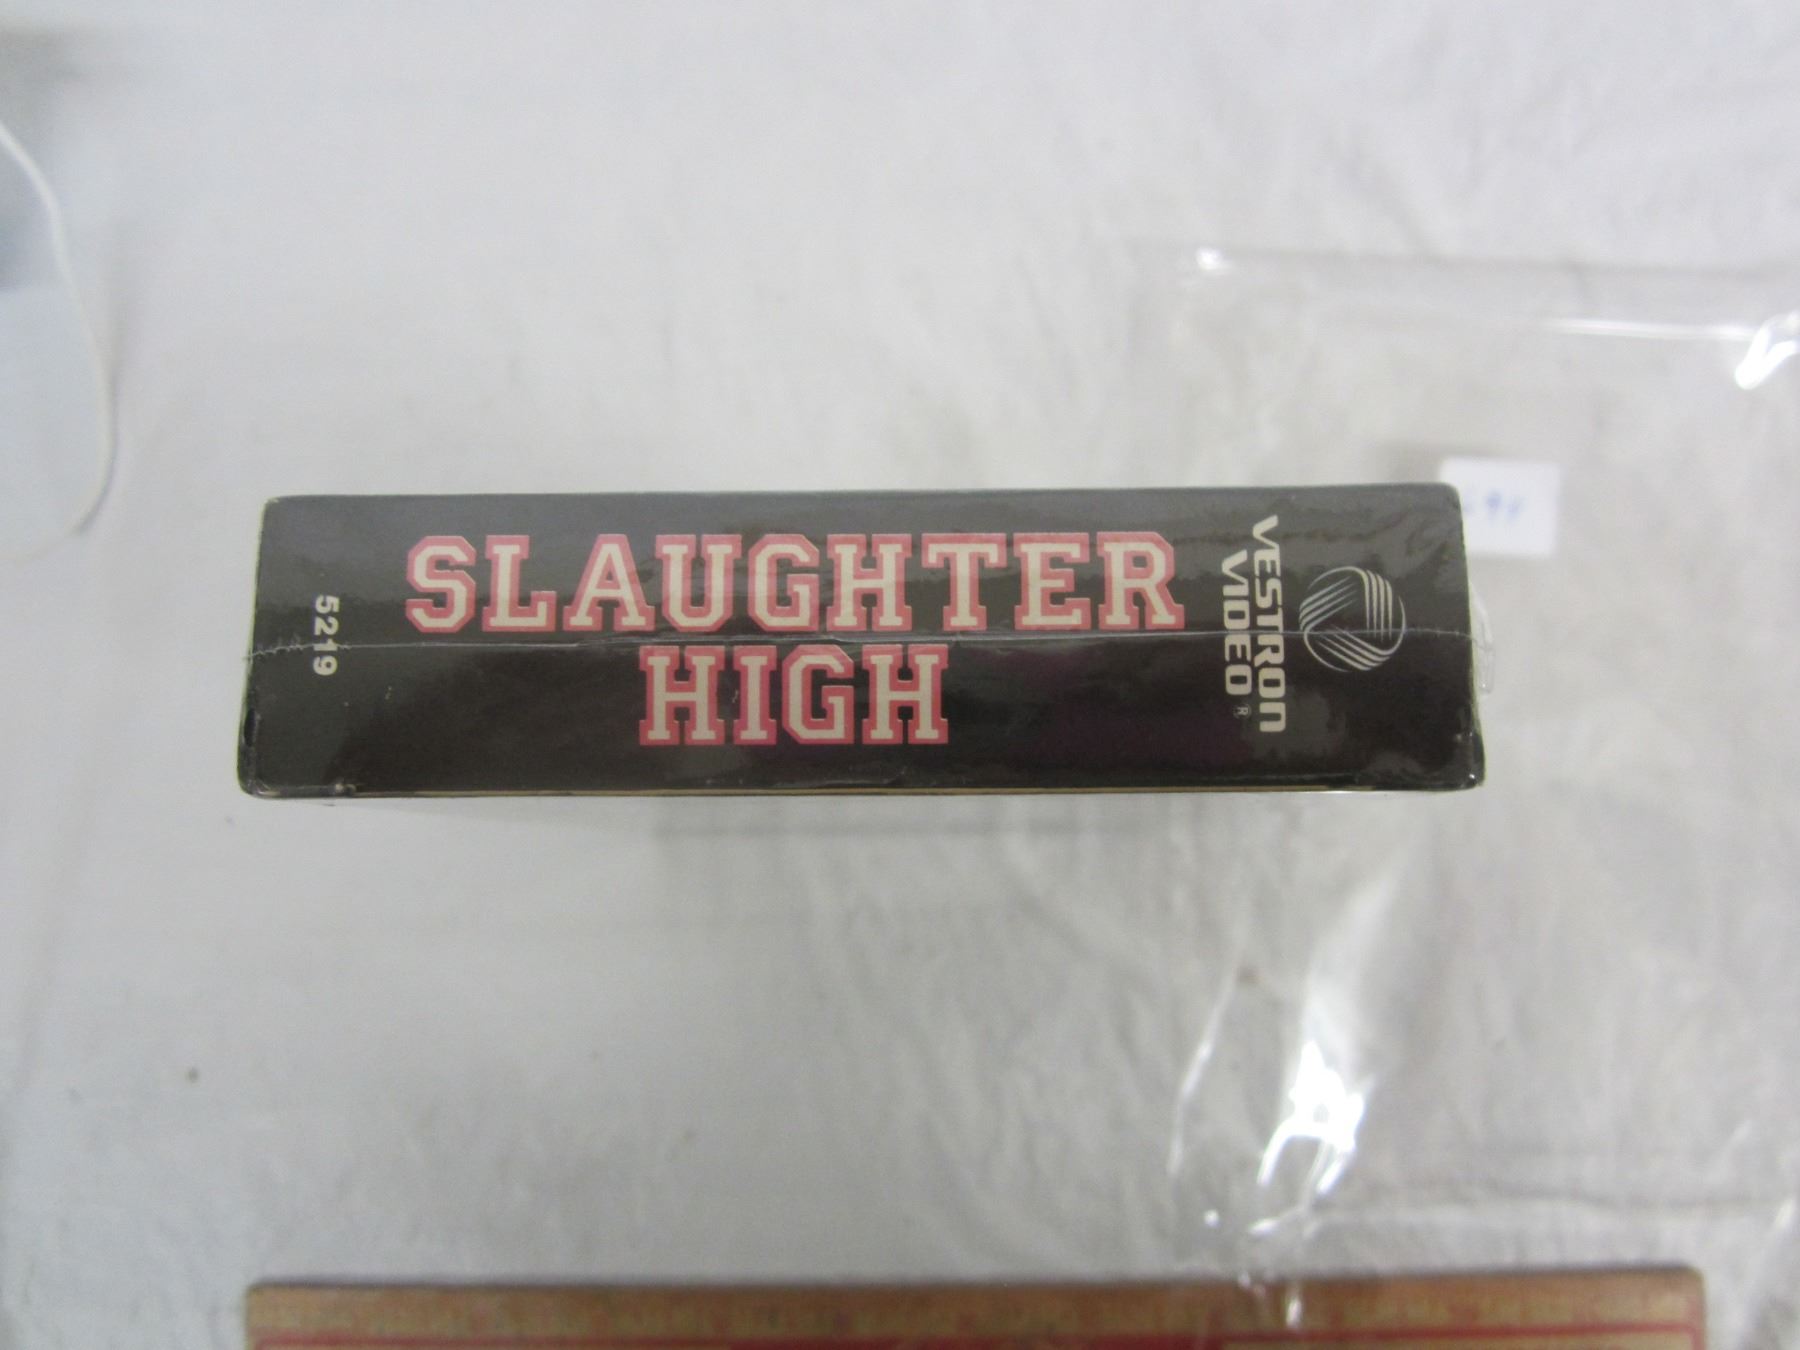 5219
SLAUGHTER
HIGH
VESTRON
VIDEO®